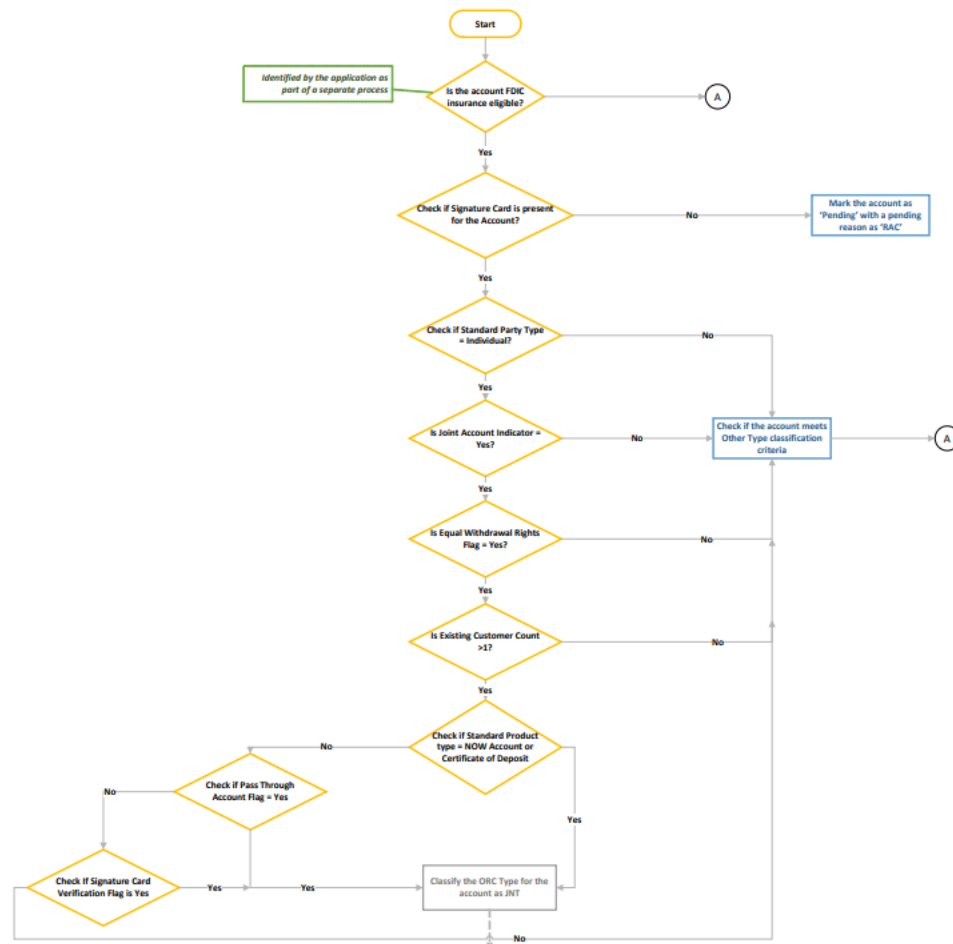 Start
Identified by the application as
part of a separate process
Is the account FDIC
insurance eligible?
A
Yes
Check if Signature Card is present
for the Account?
No
Mark the account as
'Pending' with a pending
reason as 'RAC'
Yes
Check if Standard Party Type
= Individual?
No
Yes
Is Joint Account Indicator =
Yes?
No
Check if the account meets
Other Type classification
criteria
A
Yes
Is Equal Withdrawal Rights
Flag = Yes?
No
Yes
Is Existing Customer Count
>1?
No
Yes
Check if Standard Product
type = NOW Account or
Certificate of Deposit
No
Check if Pass Through
Account Flag = Yes
No
Yes
Check If Signature Card
Verification Flag is Yes
Yes
Yes
Classify the ORC Type for the
account as JNT
No